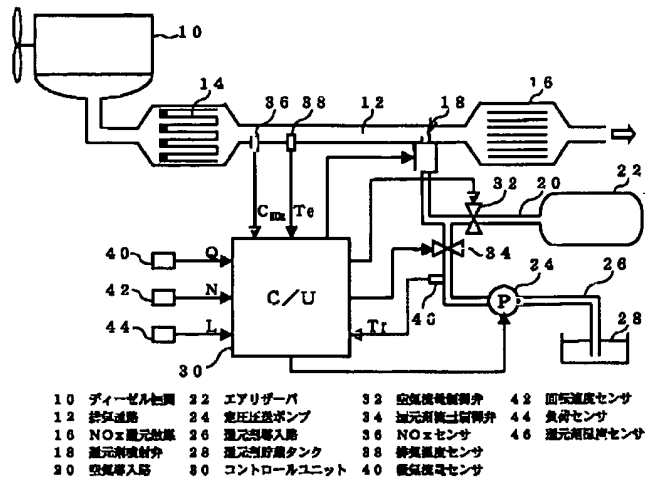 10
14
36
38
12
18
16
22
32
20
CNOx
Te
40
Q
34
24
26
42
N
C/U
P
28
44
L
46
Tf
30
10 ディーゼル機関 22 エアリザーバ 32 空気流量制御弁 42 回転速度センサ
12 排気通路 24 定圧圧送ポンプ 34 還元剤流量制御弁 44 負荷センサ
16 NOx還元触媒 26 還元剤導入路 36 NOxセンサ 46 還元剤温度センサ
18 還元剤噴射弁 28 還元剤貯蔵タンク 38 排気温度センサ
20 空気導入路 30 コントロールユニット 40 吸気流量センサ